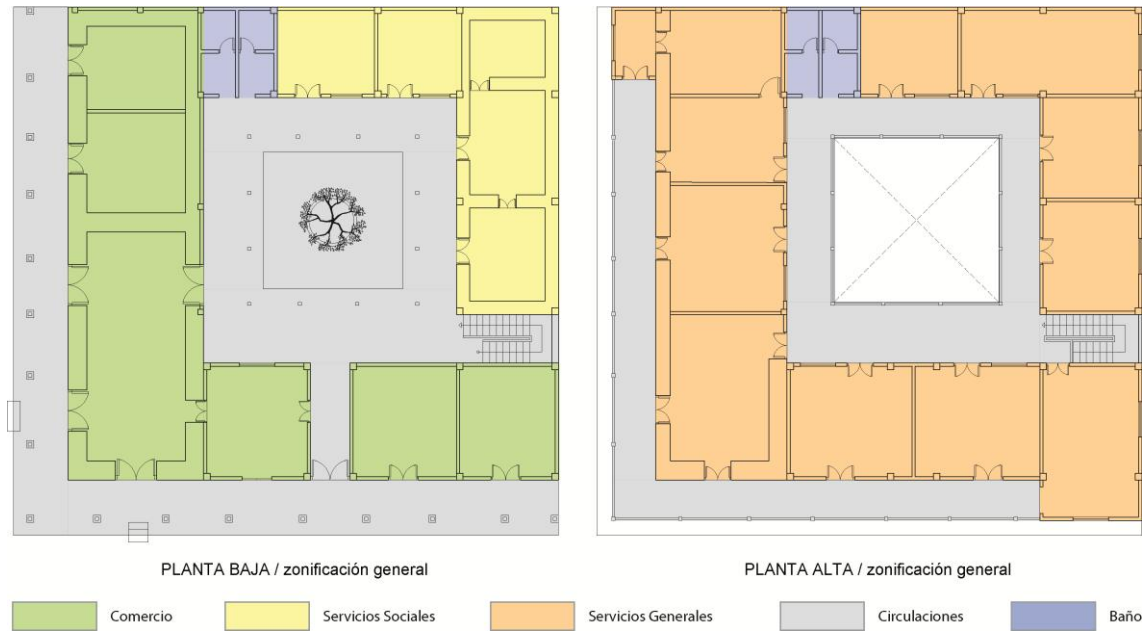 PLANTA BAJA / zonificación general
PLANTA ALTA / zonificación general
Comercio
Servicios Sociales
Servicios Generales
Circulaciones
Baño